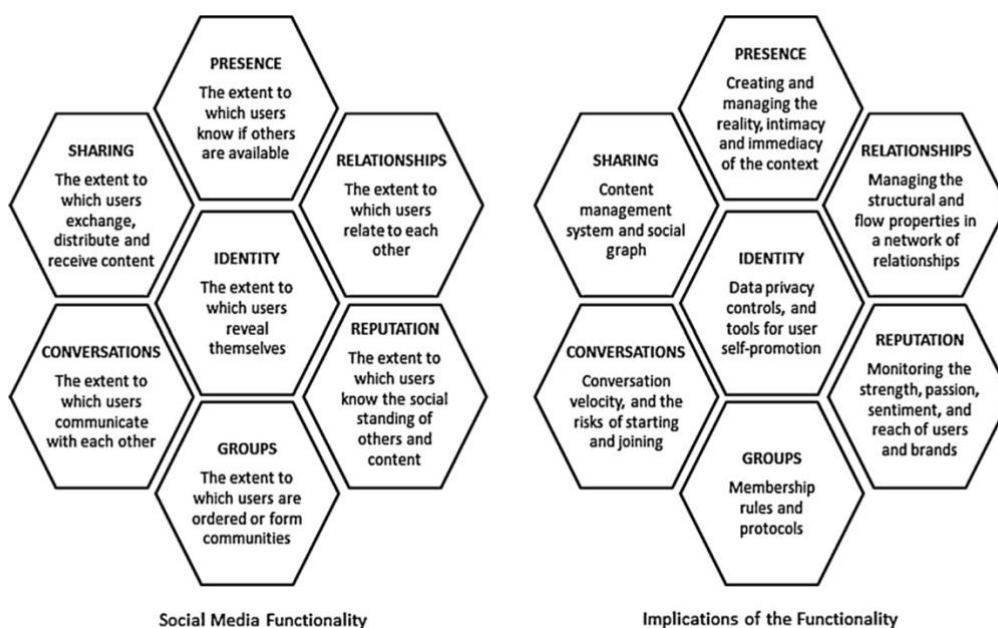 PRESENCE
The extent to
which users
know if others
are available
SHARING
The extent to
which users
exchange,
distribute and
receive content
RELATIONSHIPS
The extent to
which users
relate to each
other
IDENTITY
The extent to
which users
reveal
themselves
CONVERSATIONS
The extent to
which users
communicate
with each other
REPUTATION
The extent to
which users
know the social
standing of
others and
content
GROUPS
The extent to
which users are
ordered or form
communities
Social Media Functionality
PRESENCE
Creating and
managing the
reality, intimacy
and immediacy
of the context
SHARING
Content
management
system and social
graph
RELATIONSHIPS
Managing the
structural and
flow properties in
a network of
relationships
IDENTITY
Data privacy
controls, and
tools for user
self-promotion
CONVERSATIONS
Conversation
velocity, and the
risks of starting
and joining
REPUTATION
Monitoring the
strength, passion,
sentiment, and
reach of users
and brands
GROUPS
Membership
rules and
protocols
Implications of the Functionality